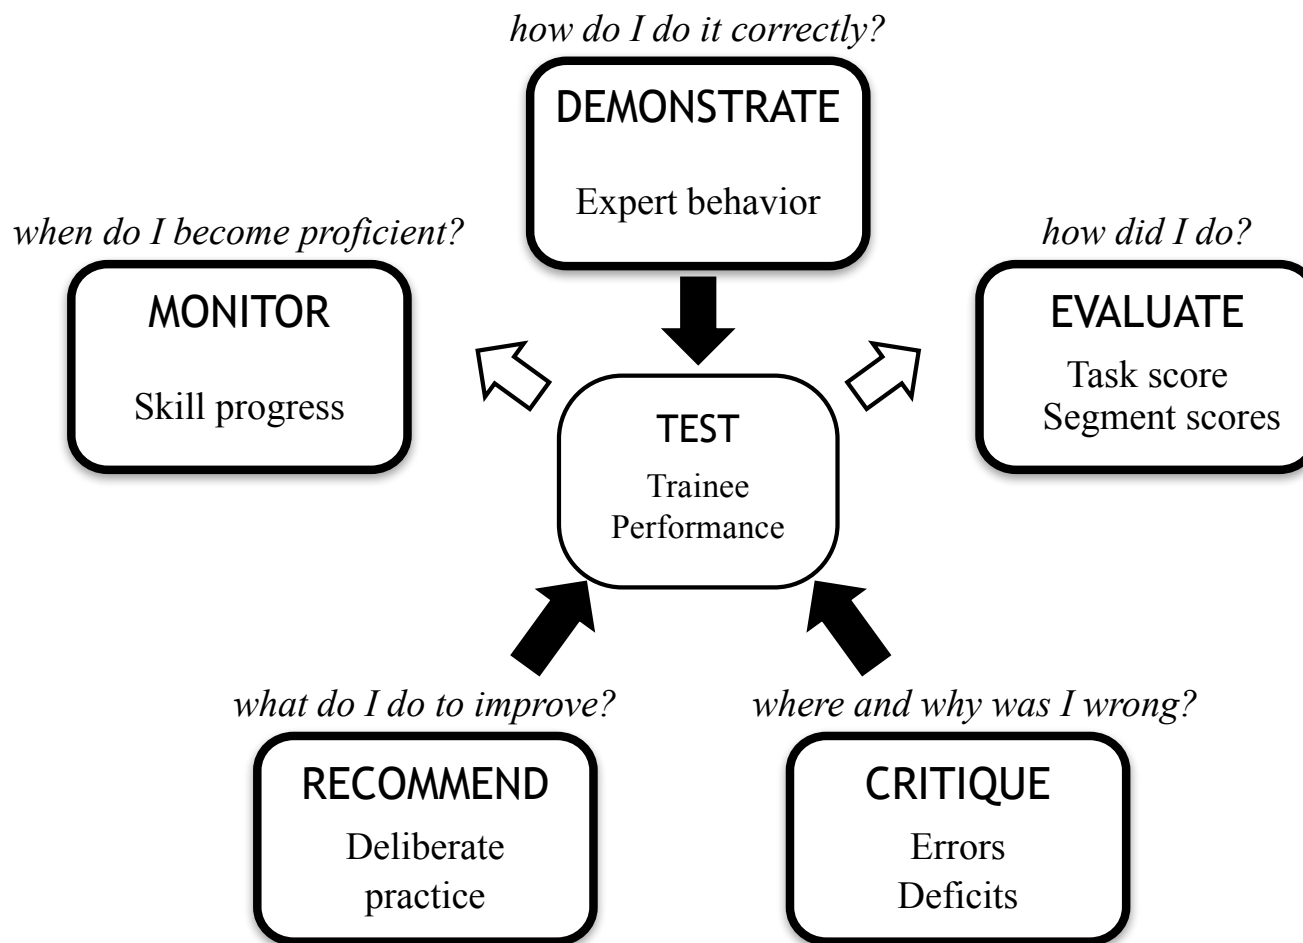 how do I do it correctly?
DEMONSTRATE
Expert behavior
when do I become proficient?
MONITOR
Skill progress
how did I do?
EVALUATE
Task score
Segment scores
TEST
Trainee
Performance
what do I do to improve?
RECOMMEND
Deliberate
practice
where and why was I wrong?
CRITIQUE
Errors
Deficits